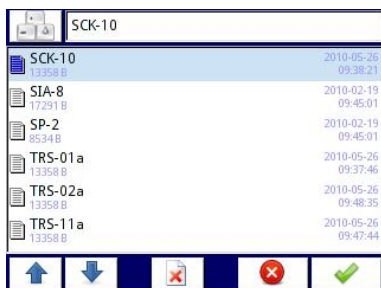 SCK-10
SCK-10 2010-05-26
13358 B 09:38:21
SIA-8 2010-02-19
17291 B 09:45:01
SP-2 2010-02-19
8534 B 09:45:01
TRS-01a 2010-05-26
13358 B 09:37:46
TRS-02a 2010-05-26
13358 B 09:48:35
TRS-11a 2010-05-26
13358 B 09:47:44